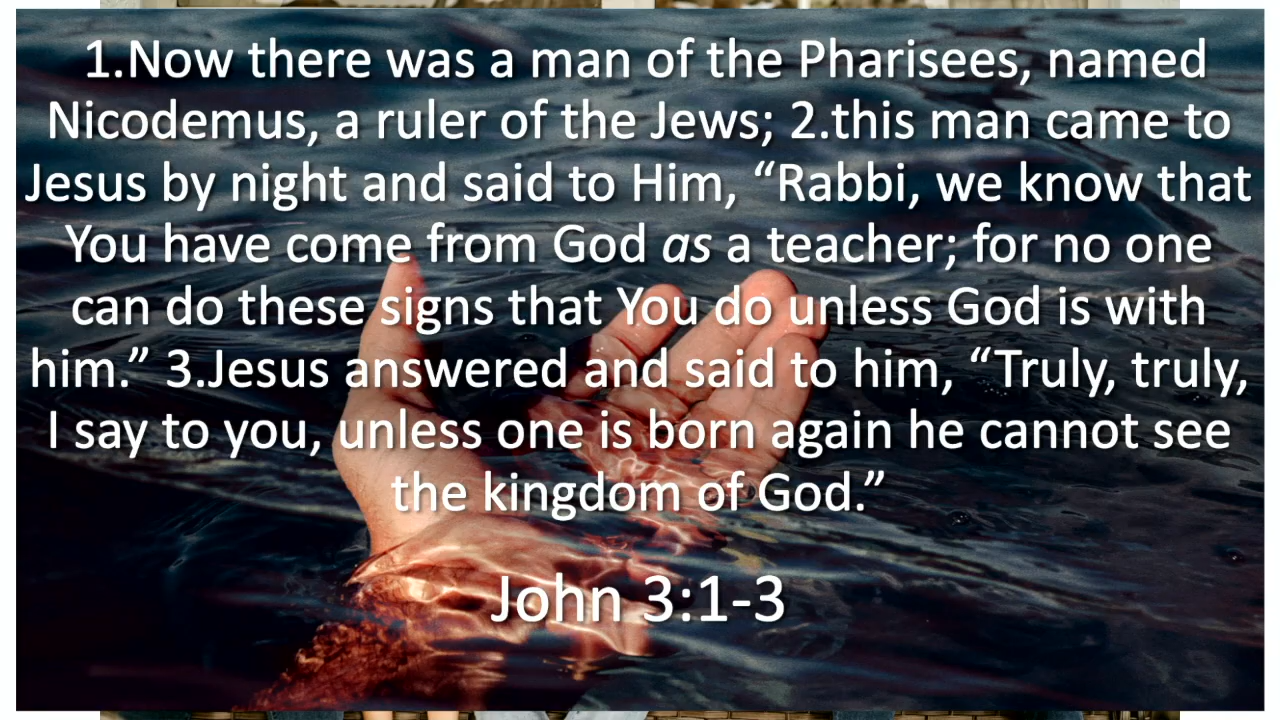 1.Now there was a man of the Pharisees, named
Nicodemus, a ruler of the Jews; 2.this man came to
Jesus by night and said to Him, “Rabbi, we know that
You have come from God as a teacher; for no one
can do these signs that You do unless God is with
him.” 3.Jesus answered and said to him, “Truly, truly,
I say to you, unless one is born again he cannot see
the kingdom of God.”
John 3:1-3